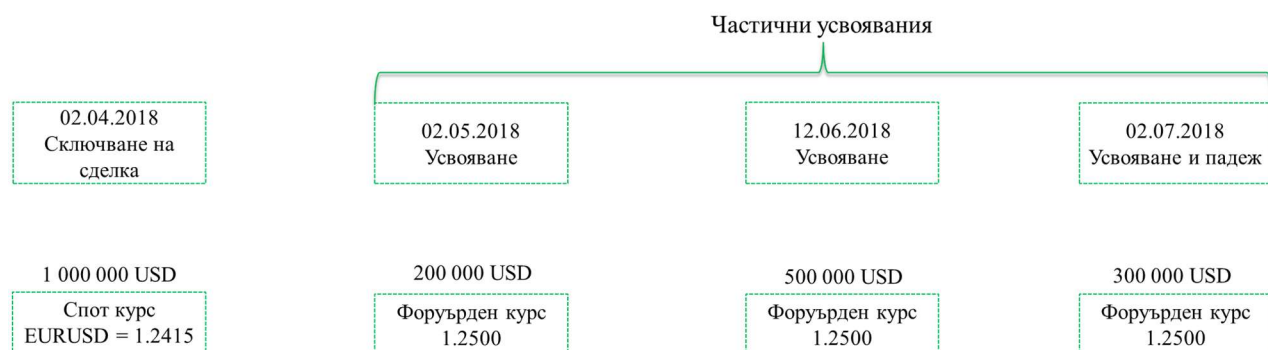 Частични усвоявания
02.04.2018
Сключване на
сделка
02.05.2018
Усвояване
12.06.2018
Усвояване
02.07.2018
Усвояване и падеж
1 000 000 USD
200 000 USD
500 000 USD
300 000 USD
Спот курс
EURUSD = 1.2415
Форуърден курс
1.2500
Форуърден курс
1.2500
Форуърден курс
1.2500